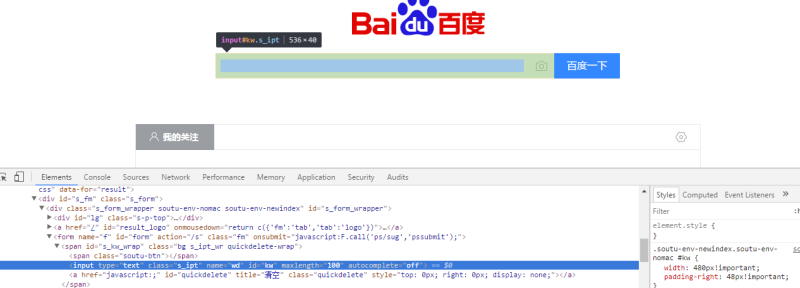 Bai du 百度
input#kw.s_ipt | 536×40
百度一下
我的关注
Elements Console Sources Network Performance Memory Application Security Audits
css" data-for="result">
▼<div id="s_fm" class="s_form">
▼<div class="s_form_wrapper soutu-env-nomac soutu-env-newindex" id="s_form_wrapper">
▶<div id="lg" class="s-p-top">…</div>
▶<a href="/" id="result_logo" onmousedown="return c({'fm':'tab','tab':'logo'})">…</a>
▼<form name="f" id="form" action="/s" class="fm" onsubmit="javascript:F.call('ps/sug','pssubmit');">
▼<span id="s_kw_wrap" class="bg s_ipt_wr quickdelete-wrap">
<span class="soutu-btn"></span>
<input type="text" class="s_ipt" name="wd" id="kw" maxlength="100" autocomplete="off"> == $0
<a href="javascript:;" id="quickdelete" title="清空" class="quickdelete" style="top: 0px; right: 0px; display: none;"></a>
</span>
Styles Computed Event Listeners »
Filter :h
element.style {
}
.soutu-env-newindex.soutu-env- so
nomac #kw {
width: 480px!important;
padding-right: 48px!important;